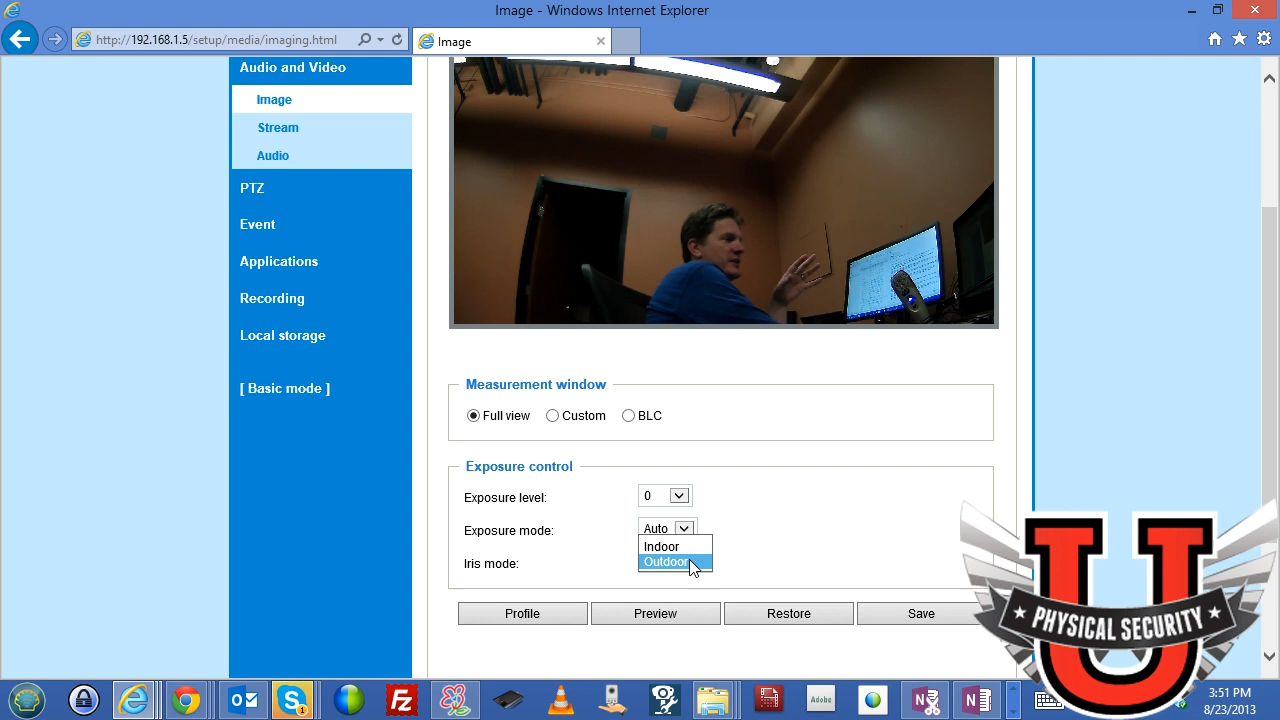 Image - Windows Internet Explorer
http://192.168.1.5/setup/media/imaging.html
Image
Audio and Video
Image
Stream
Audio
PTZ
Event
Applications
Recording
Local storage
[ Basic mode ]
Measurement window
Full view
Custom
BLC
Exposure control
Exposure level:
0
Exposure mode:
Auto
Indoor
Outdoor
Iris mode:
Profile
Preview
Restore
Save
U
PHYSICAL SECURITY
Adobe
3:51 PM
8/23/2013